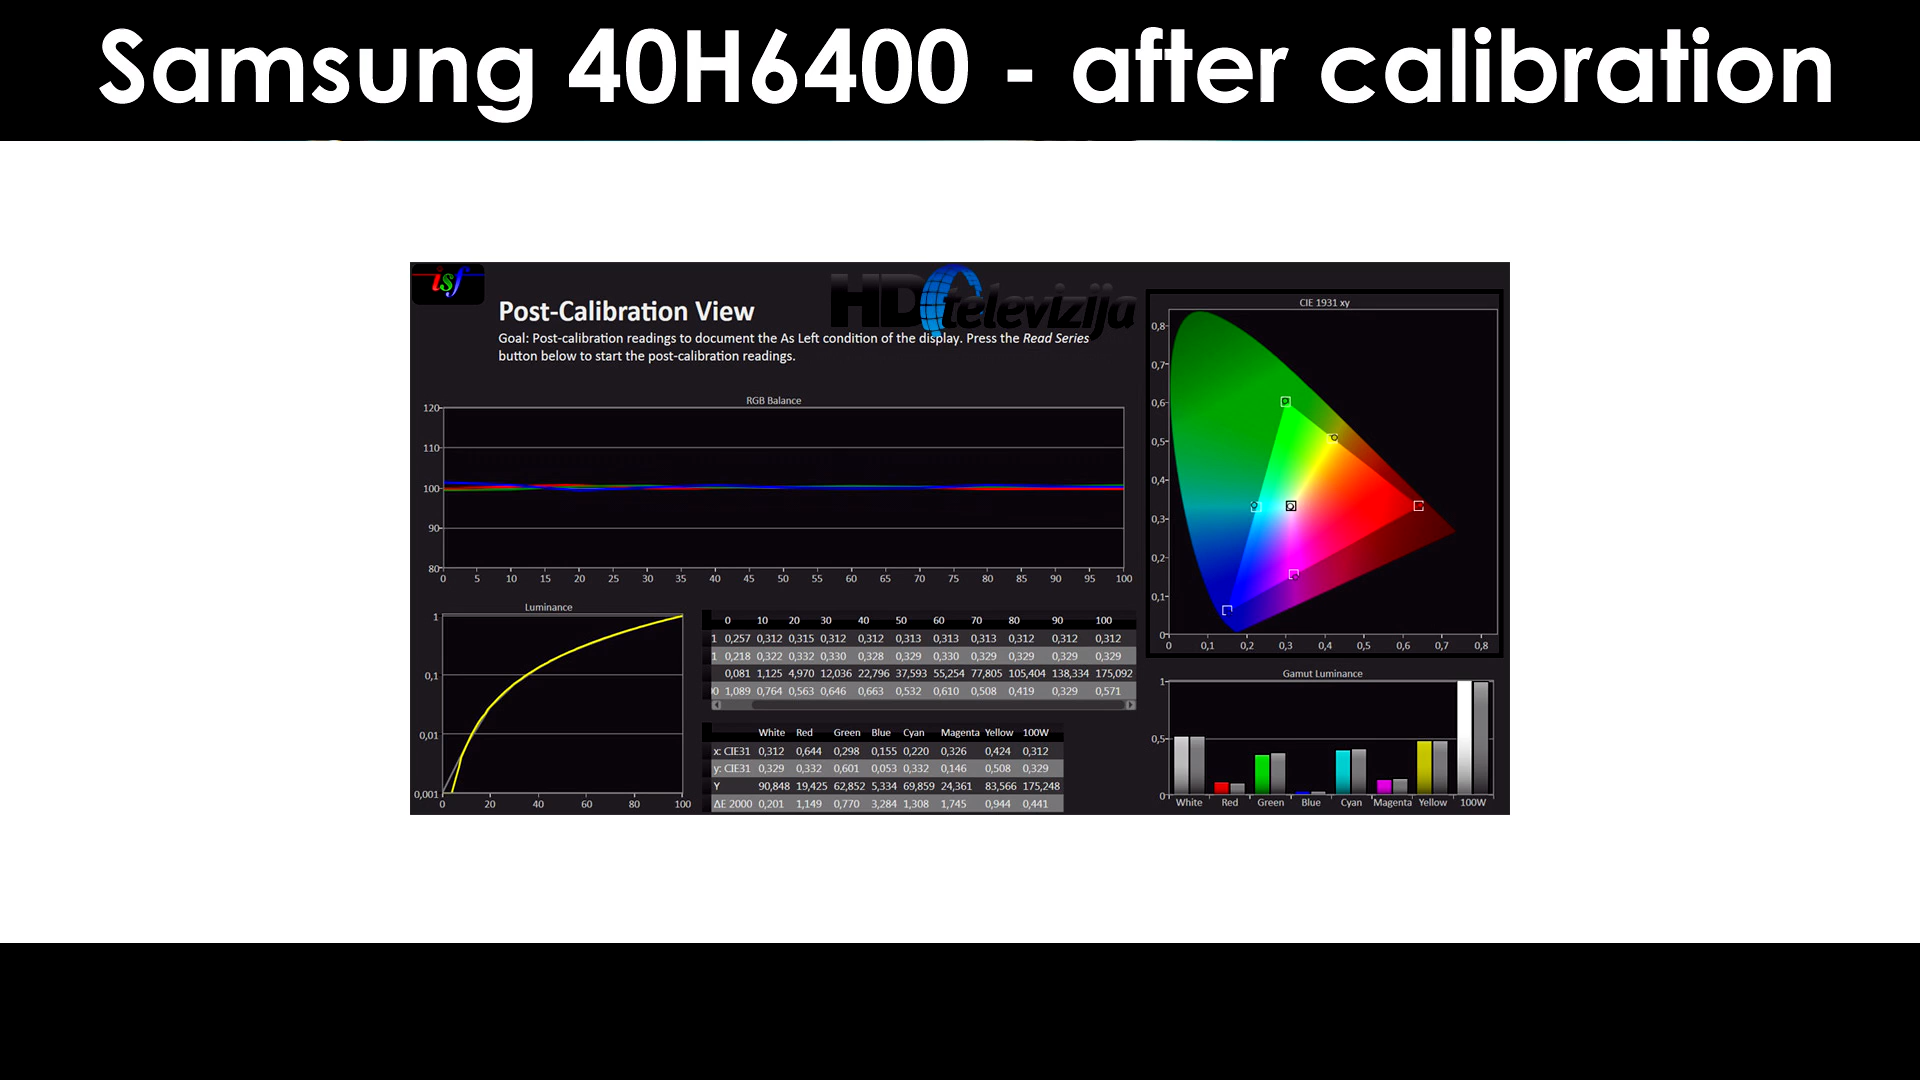 Samsung 40H6400 - after calibration
isf
HDtelevizija
Post-Calibration View
Goal: Post-calibration readings to document the As Left condition of the display. Press the Read Series
button below to start the post-calibration readings.
RGB Balance
120
110
100
90
80
0 5 10 15 20 25 30 35 40 45 50 55 60 65 70 75 80 85 90 95 100
CIE 1931 xy
0,8
0,7
0,6
0,5
0,4
0,3
0,2
0,1
0
0 0,1 0,2 0,3 0,4 0,5 0,6 0,7 0,8
Luminance
1
0,1
0,01
0,001
0 20 40 60 80 100
0 10 20 30 40 50 60 70 80 90 100
1 0,257 0,312 0,315 0,312 0,312 0,313 0,313 0,313 0,312 0,312 0,312
1 0,218 0,322 0,332 0,330 0,328 0,329 0,330 0,329 0,329 0,329 0,329
0,081 1,125 4,970 12,036 22,796 37,593 55,254 77,805 105,404 138,334 175,092
0 1,089 0,764 0,563 0,646 0,663 0,532 0,610 0,508 0,419 0,329 0,571
White Red Green Blue Cyan Magenta Yellow 100W
x: CIE31 0,312 0,644 0,298 0,155 0,220 0,326 0,424 0,312
y: CIE31 0,329 0,332 0,601 0,053 0,332 0,146 0,508 0,329
Y 90,848 19,425 62,852 5,334 69,859 24,361 83,566 175,248
ΔE 2000 0,201 1,149 0,770 3,284 1,308 1,745 0,944 0,441
Gamut Luminance
1
0,5
0
White Red Green Blue Cyan Magenta Yellow 100W